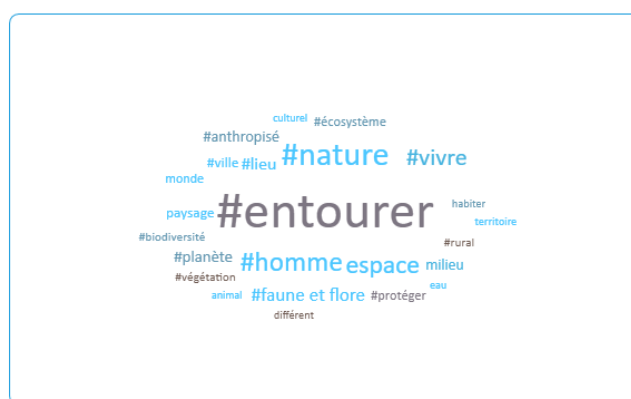 culturel #écosystème
#anthropisé
#nature #vivre
#ville #lieu
monde
#entourer habiter
paysage territoire
#biodiversité #rural
#planète #homme espace milieu
#végétation eau
animal #faune et flore #protéger
différent